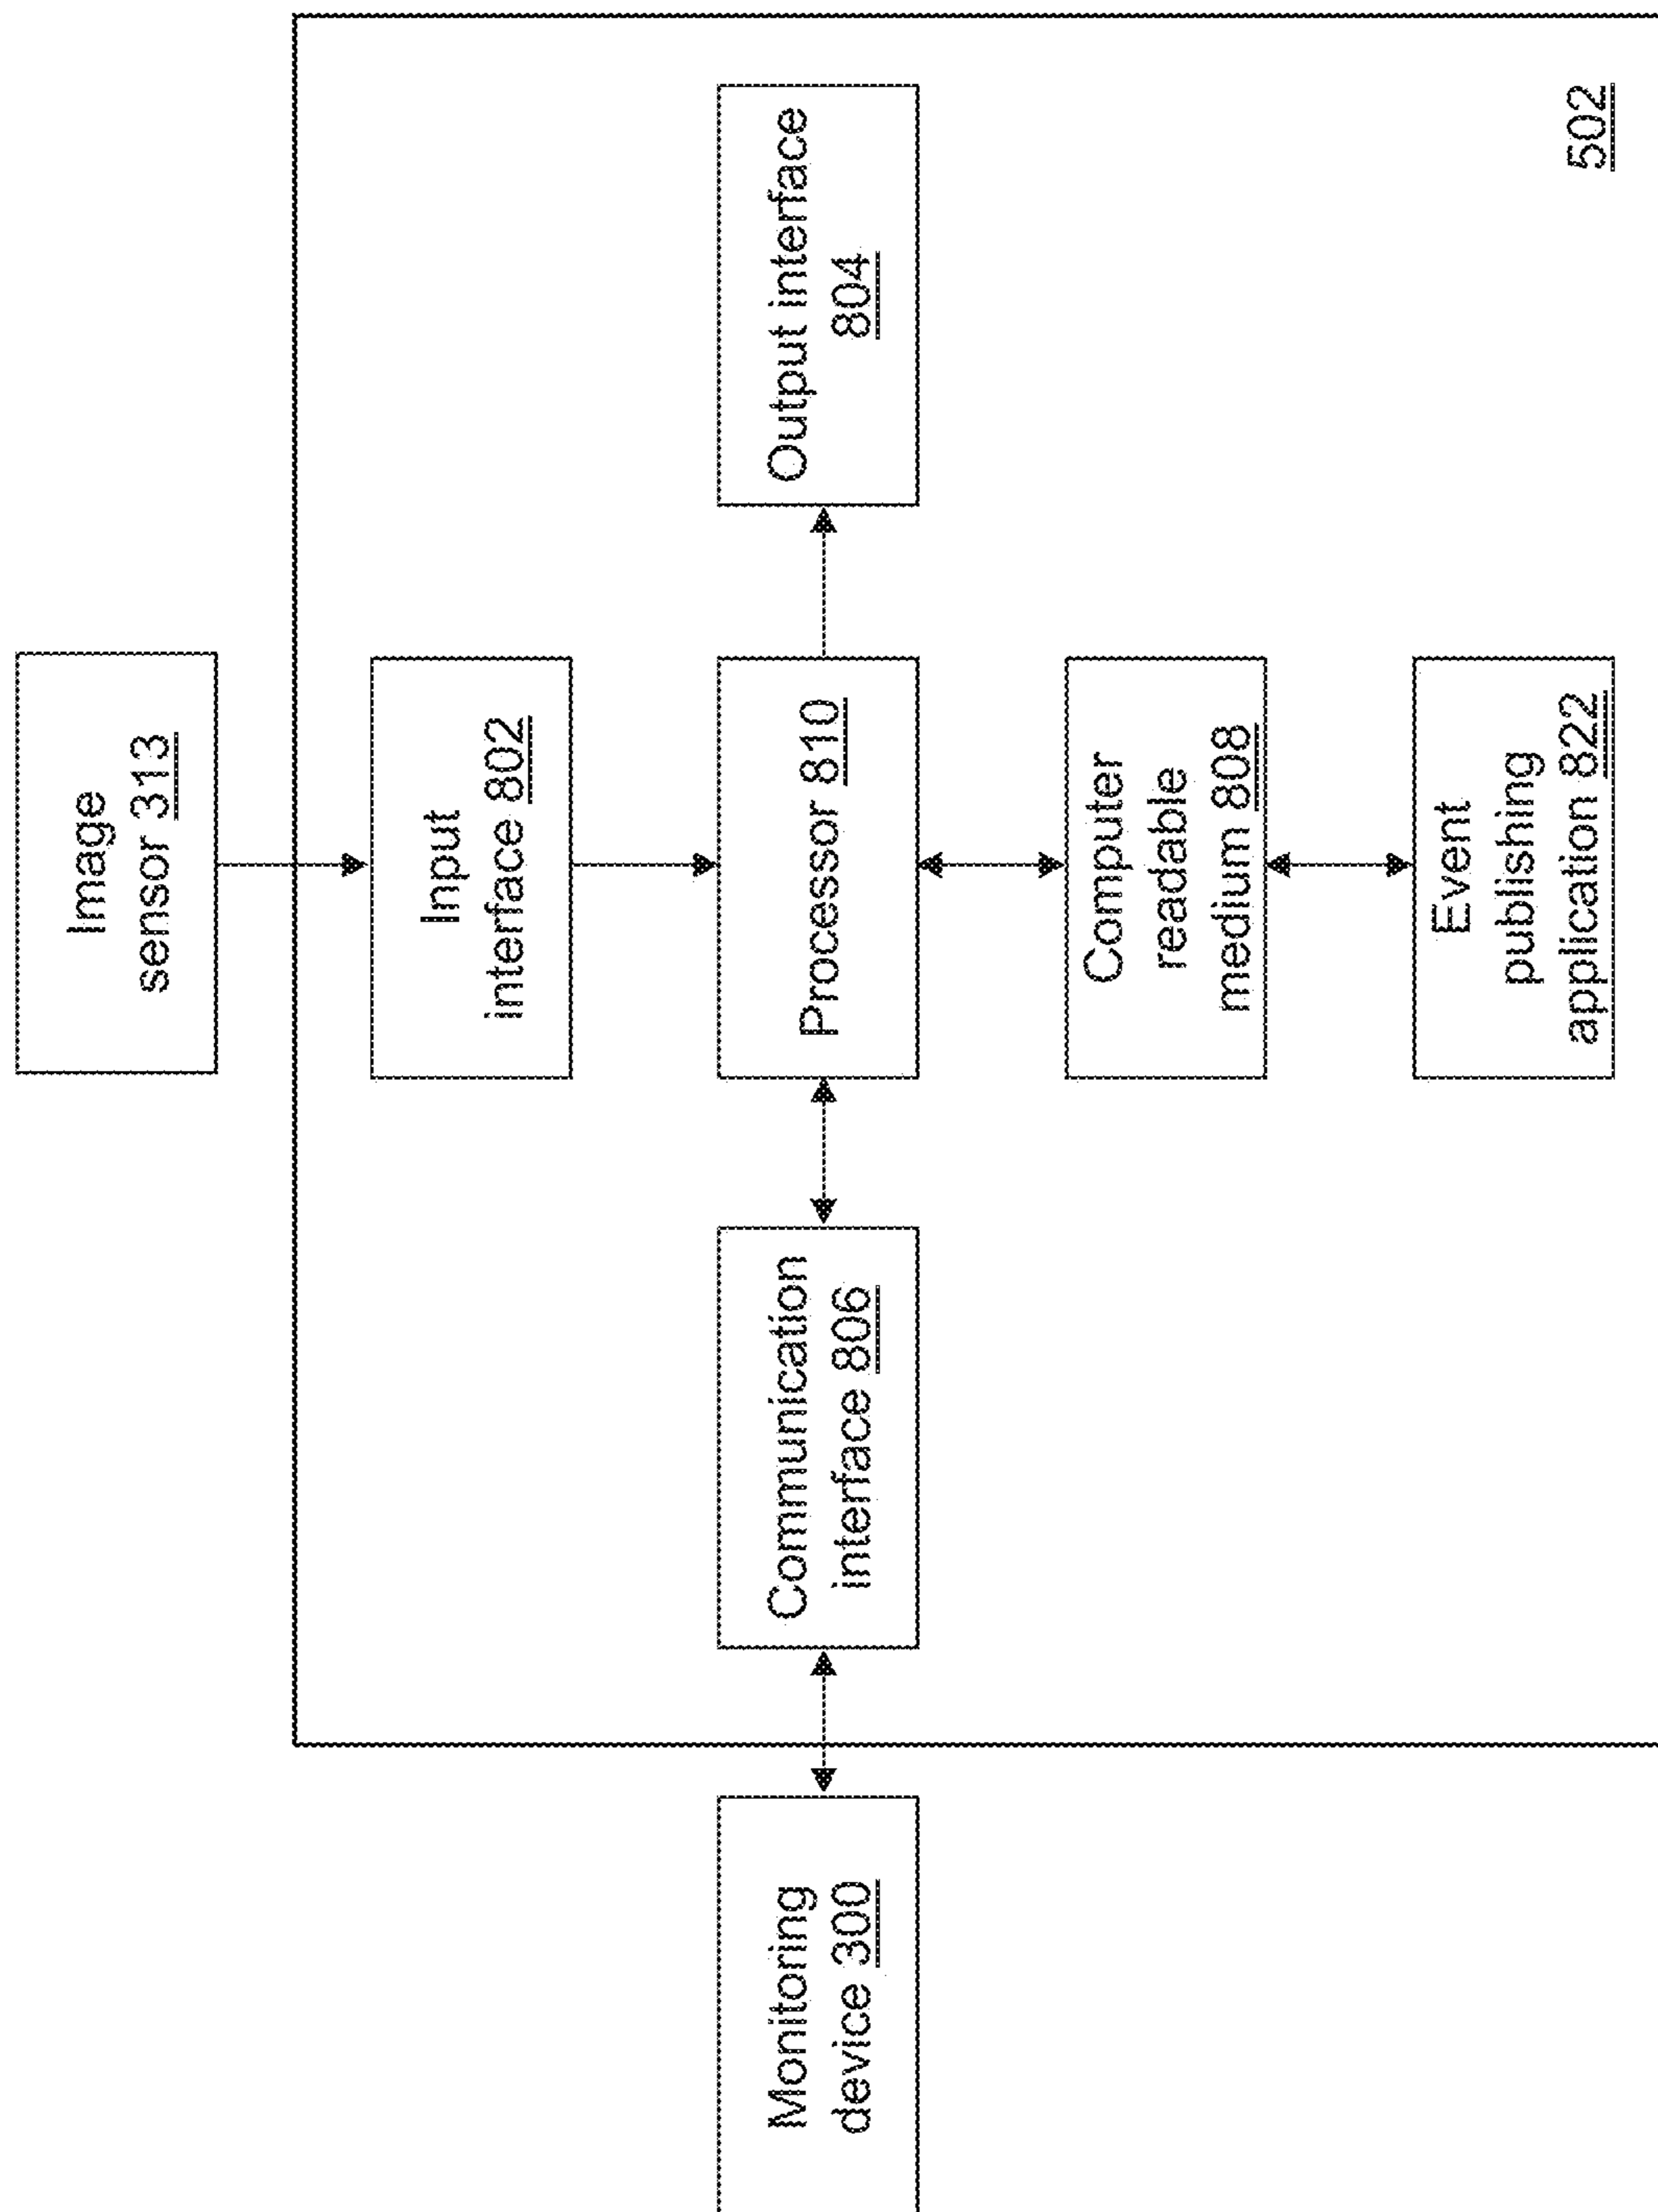 Image
sensor 313
Input
interface 802
Monitoring
device 300
Communication
interface 806
Processor 810
Output interface
804
Computer
readable
medium 808
Event
publishing
application 822
502